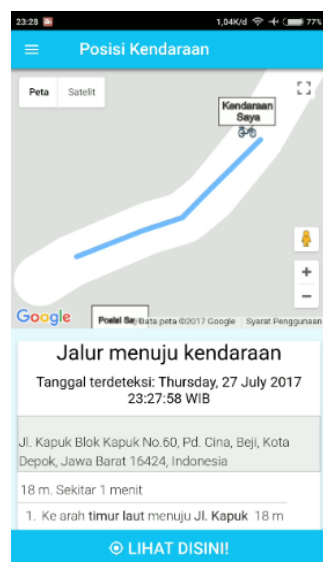 23:28 1,04K/d 77%
Posisi Kendaraan
Peta Satelit
Kendaraan
Saya
Google Posisi Sa Data peta ©2017 Google Syarat Penggunaan
Jalur menuju kendaraan
Tanggal terdeteksi: Thursday, 27 July 2017
23:27:58 WIB
Jl. Kapuk Blok Kapuk No.60, Pd. Cina, Beji, Kota
Depok, Jawa Barat 16424, Indonesia
18 m. Sekitar 1 menit
1. Ke arah timur laut menuju Jl. Kapuk 18 m
LIHAT DISINI!